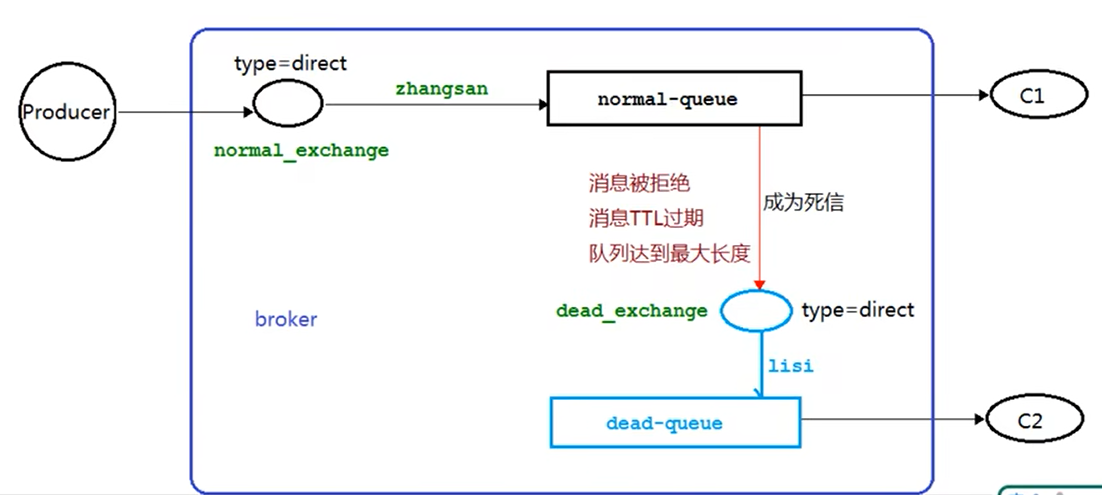 type=direct
zhangsan
normal-queue
C1
Producer
normal_exchange
消息被拒绝
消息TTL过期
队列达到最大长度
成为死信
dead_exchange
type=direct
broker
lisi
dead-queue
C2